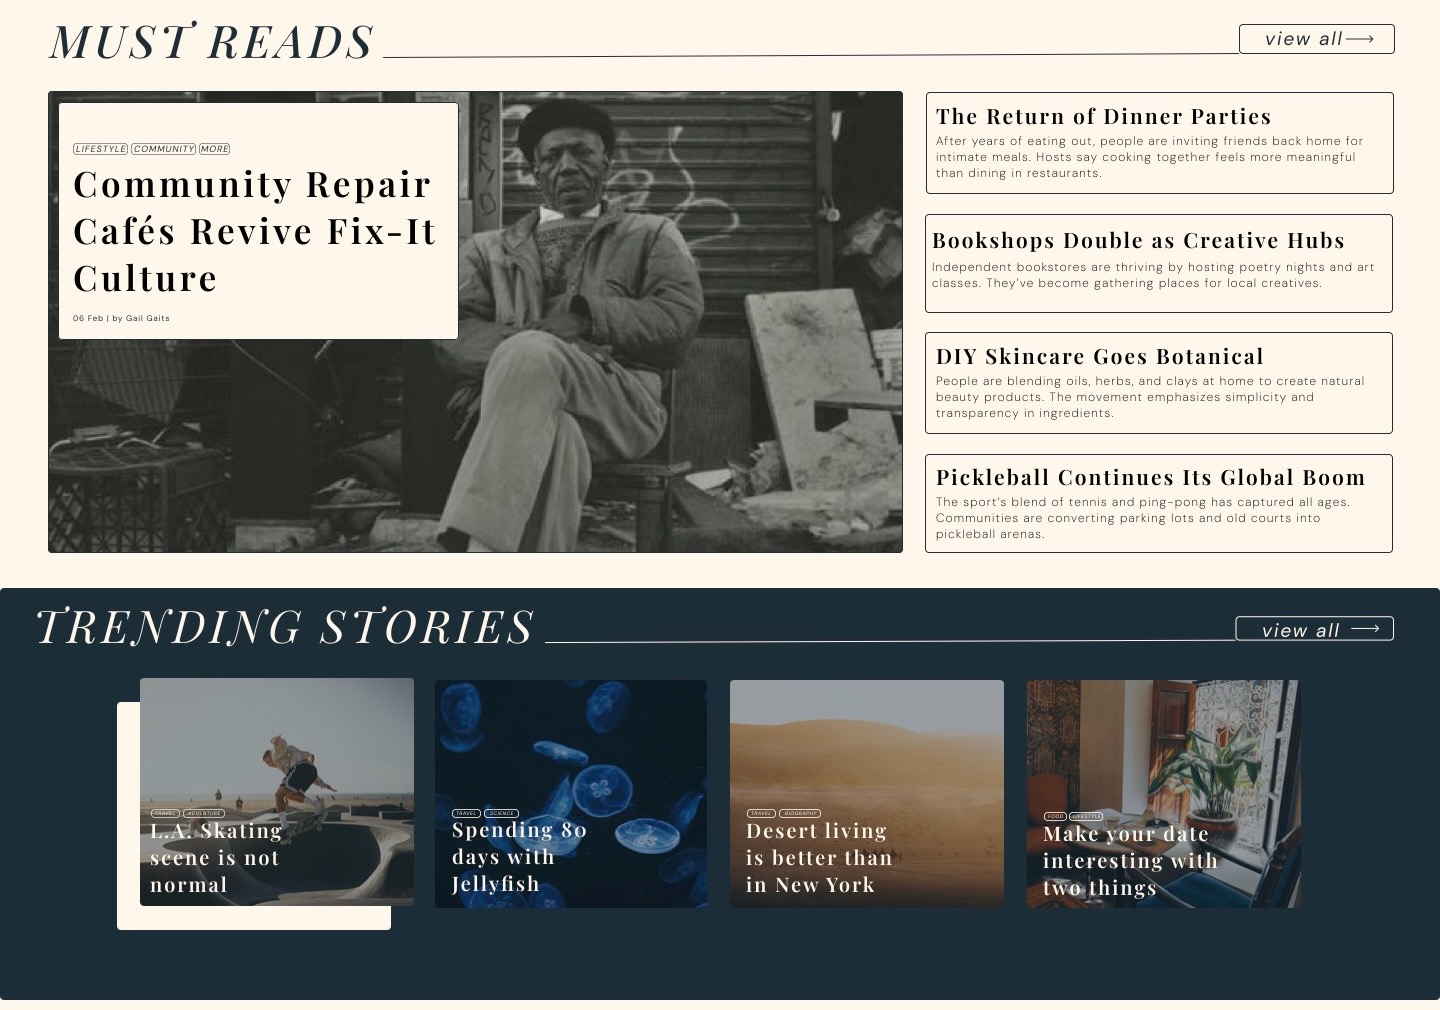 MUST READS
view all
LIFESTYLE COMMUNITY MORE
Community Repair
Cafés Revive Fix-It
Culture
06 Feb | by Gail Gaits
The Return of Dinner Parties
After years of eating out, people are inviting friends back home for
intimate meals. Hosts say cooking together feels more meaningful
than dining in restaurants.
Bookshops Double as Creative Hubs
Independent bookstores are thriving by hosting poetry nights and art
classes. They've become gathering places for local creatives.
DIY Skincare Goes Botanical
People are blending oils, herbs, and clays at home to create natural
beauty products. The movement emphasizes simplicity and
transparency in ingredients.
Pickleball Continues Its Global Boom
The sport's blend of tennis and ping-pong has captured all ages.
Communities are converting parking lots and old courts into
pickleball arenas.
TRENDING STORIES
view all
TRAVEL ADVENTURE
L.A. Skating
scene is not
normal
TRAVEL SCIENCE
Spending 80
days with
Jellyfish
TRAVEL BIOGRAPHY
Desert living
is better than
in New York
FOOD LIFESTYLE
Make your date
interesting with
two things